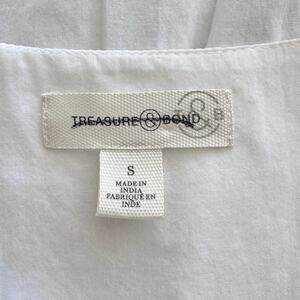 TREASURE & BOND
& B
S
MADE IN
INDIA
FABRIQUÉ EN
INDE